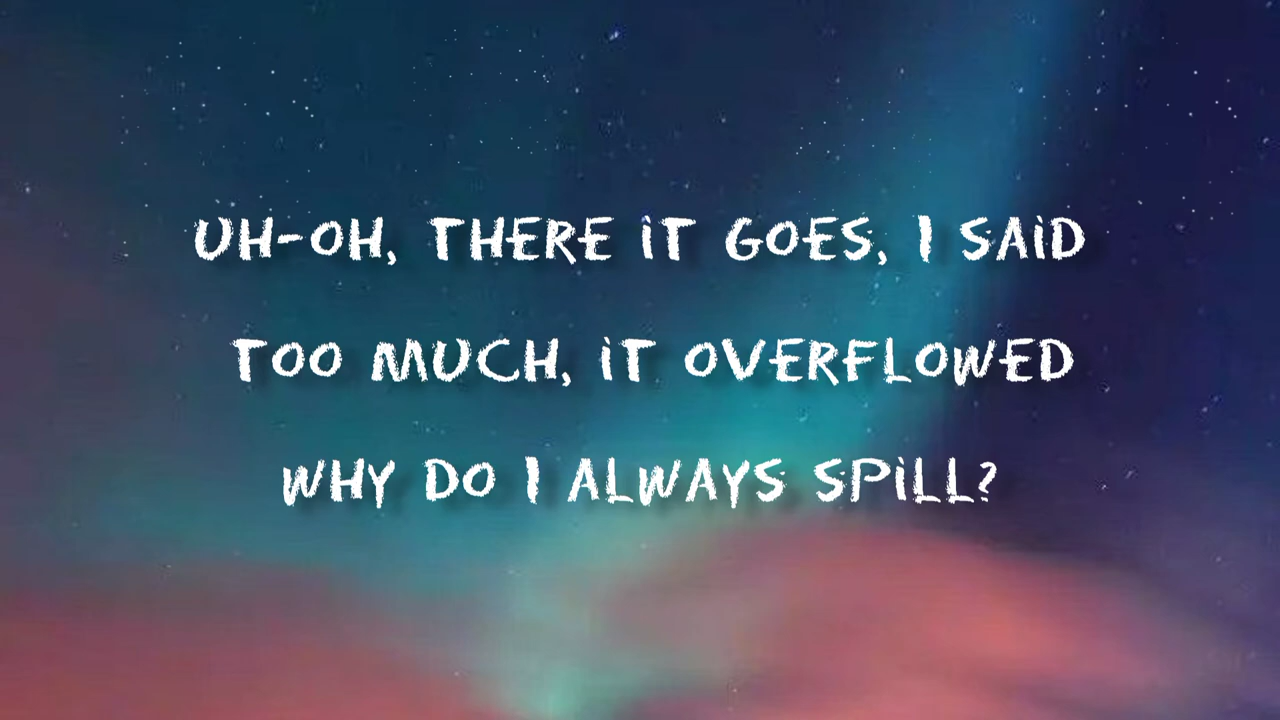 UH-OH, THERE IT GOES, I SAID
TOO MUCH, IT OVERFLOWED
WHY DO I ALWAYS SPILL?